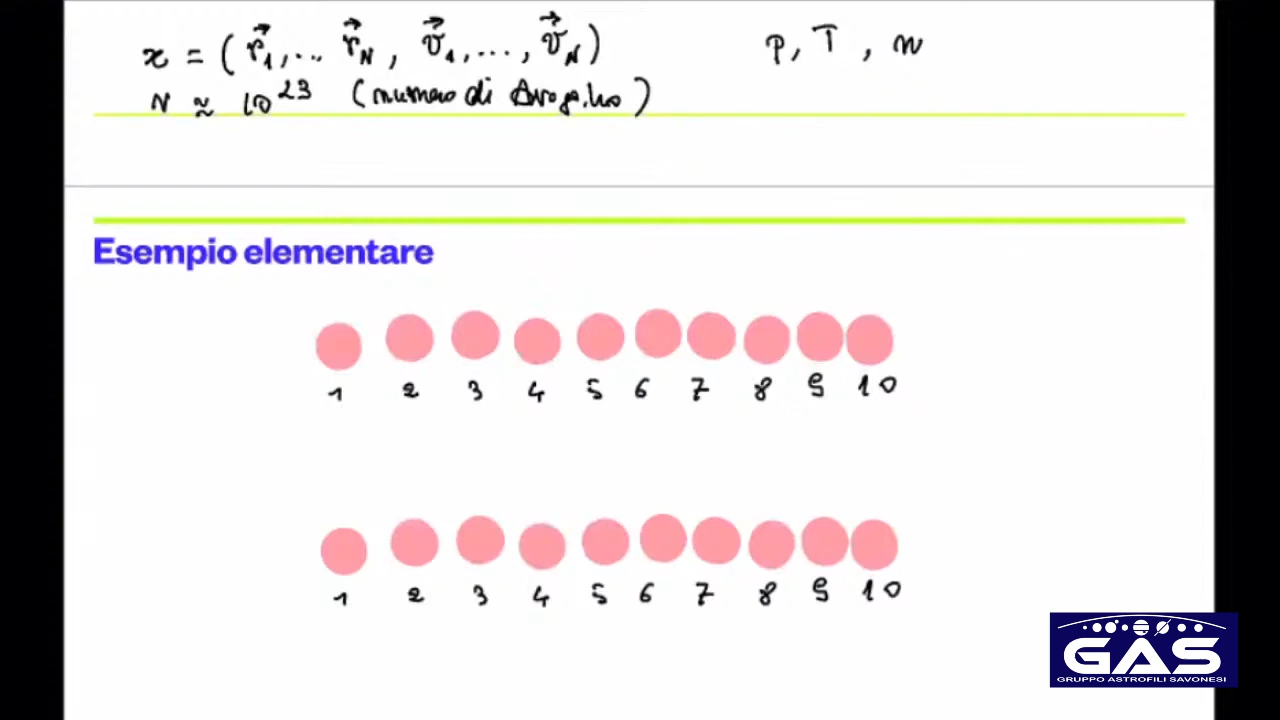 x = ( r⃗₁, ... r⃗_N , v⃗₁, ..., v⃗_N ) P, T, n
N ≈ 10²³ (numero di Avogadro)
Esempio elementare
1 2 3 4 5 6 7 8 9 10
1 2 3 4 5 6 7 8 9 10
GAS
GRUPPO ASTROFILI SAVONESI